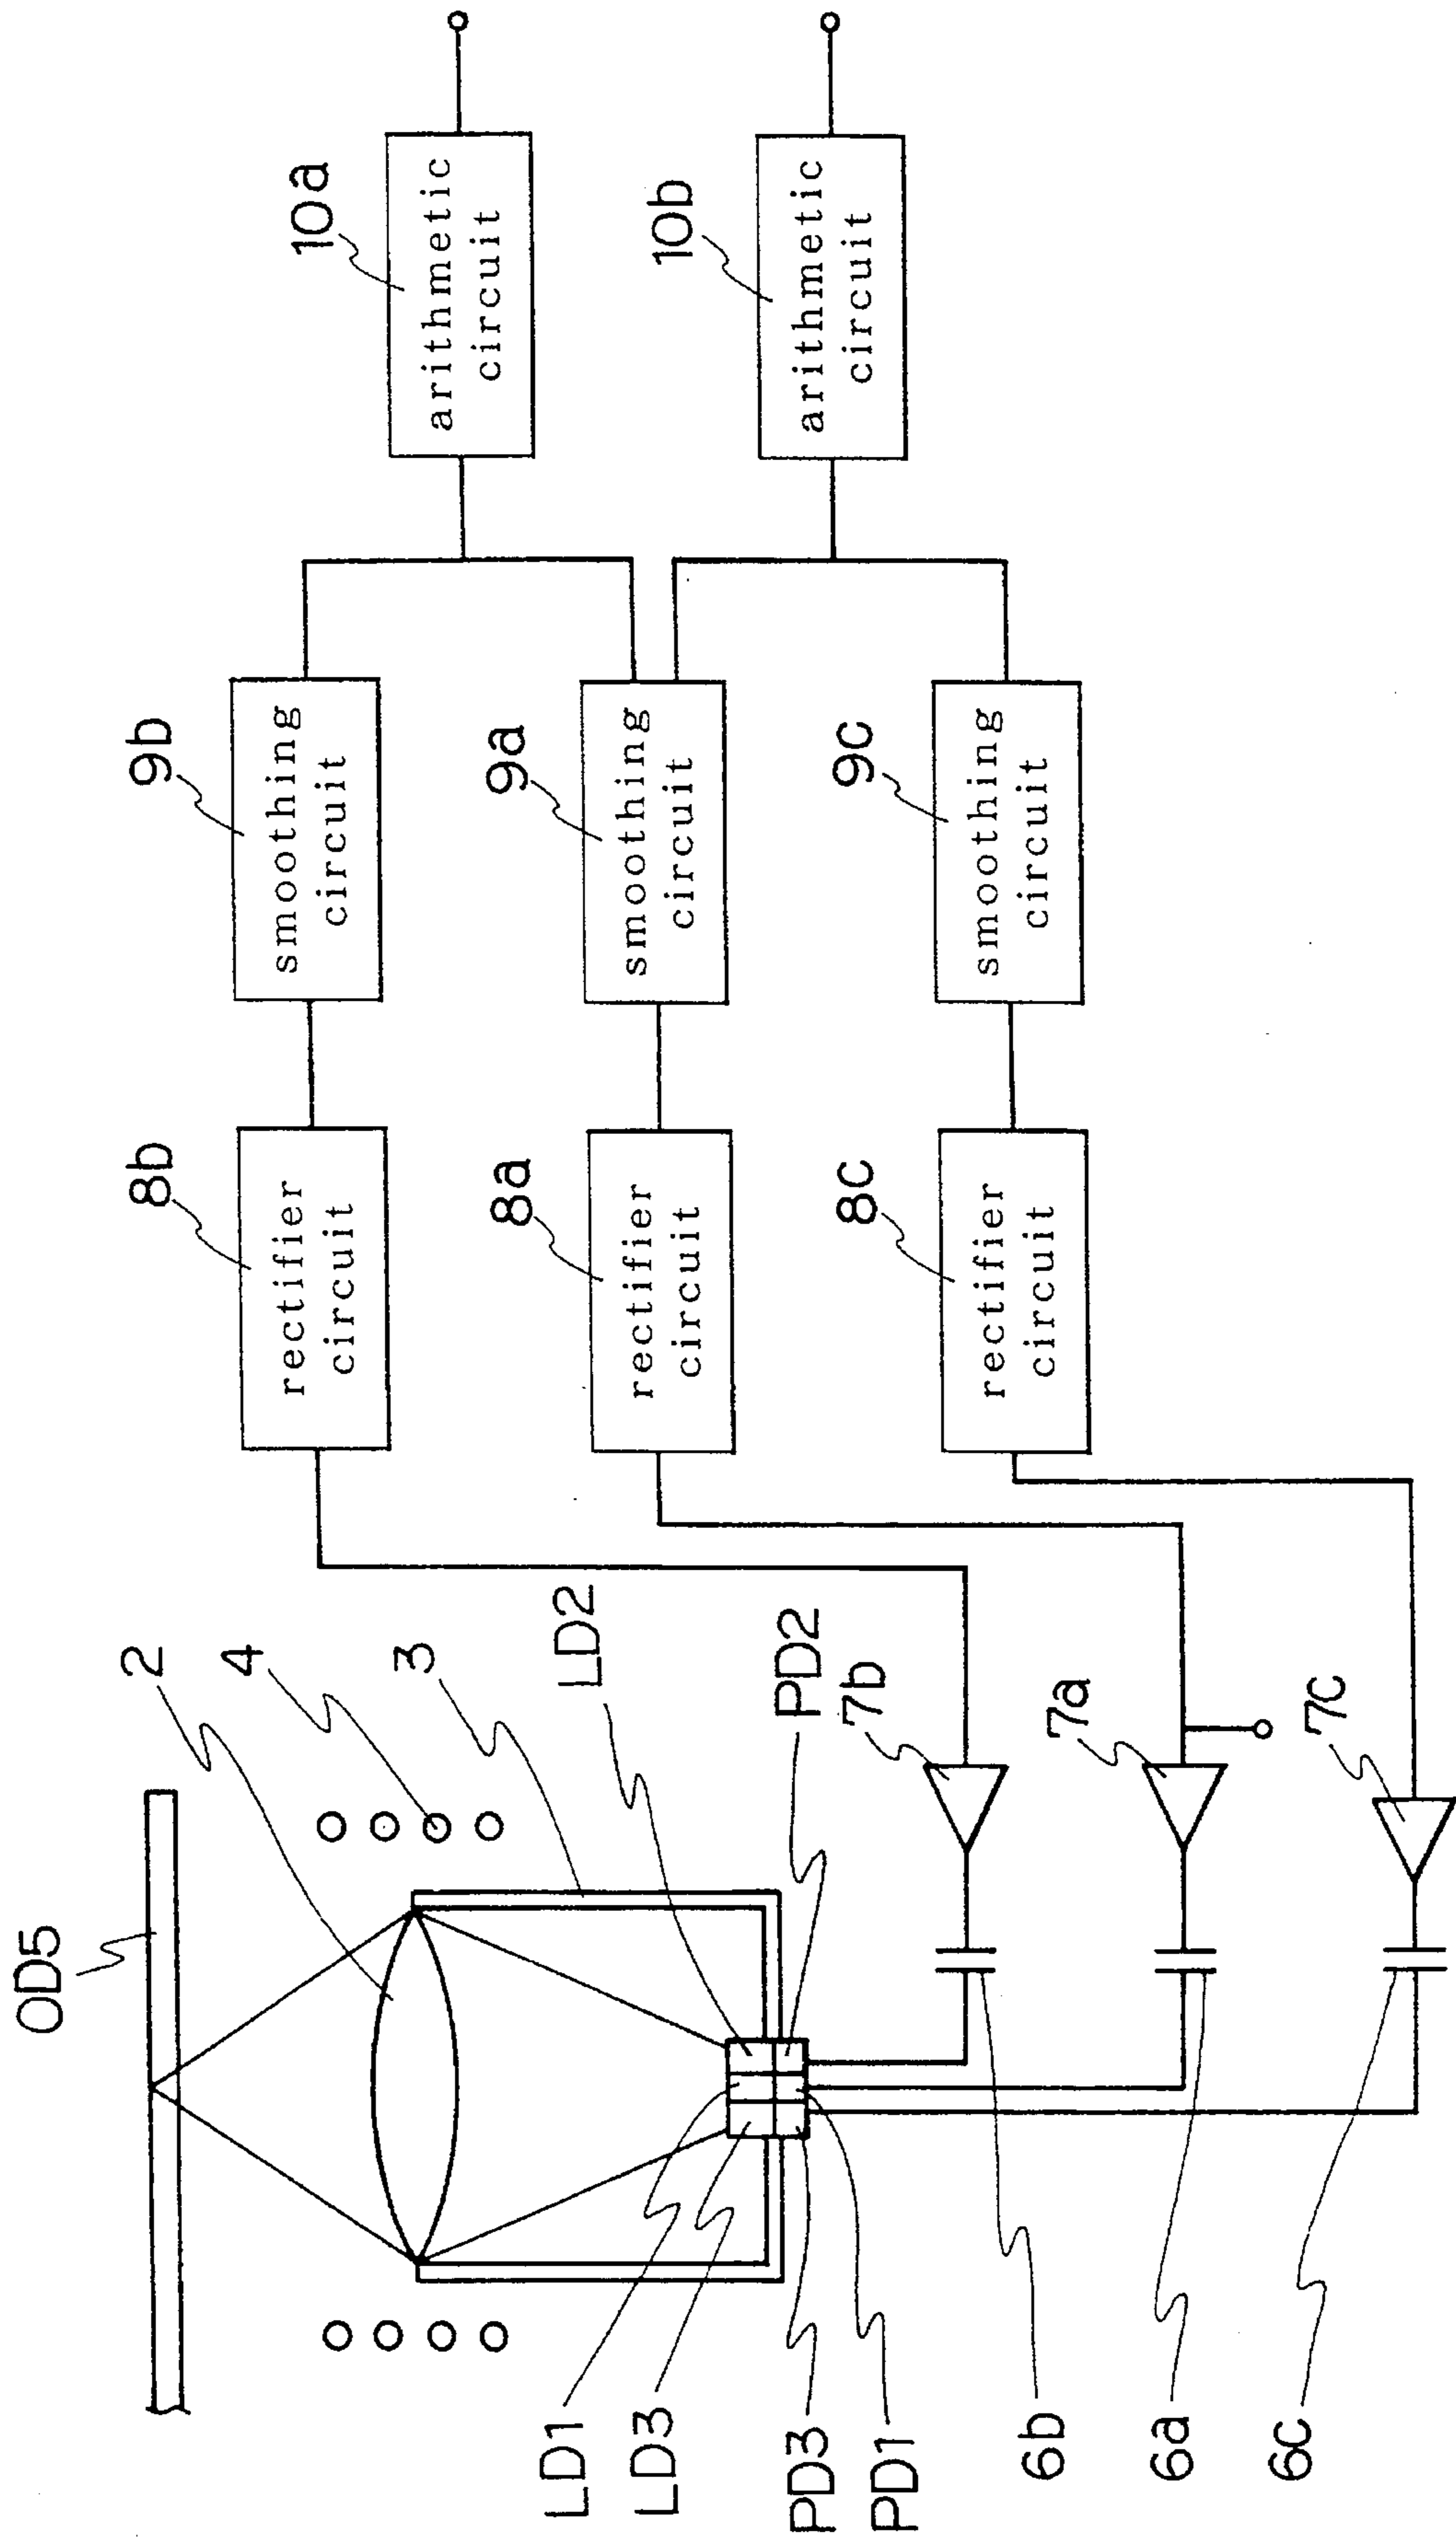 OD5
2
4
3
LD2
PD2
LD1
LD3
PD3
PD1
6b
6a
6c
7b
7a
7c
8b
rectifier
circuit
8a
rectifier
circuit
8c
rectifier
circuit
9b
smoothing
circuit
9a
smoothing
circuit
9c
smoothing
circuit
10a
arithmetic
circuit
10b
arithmetic
circuit